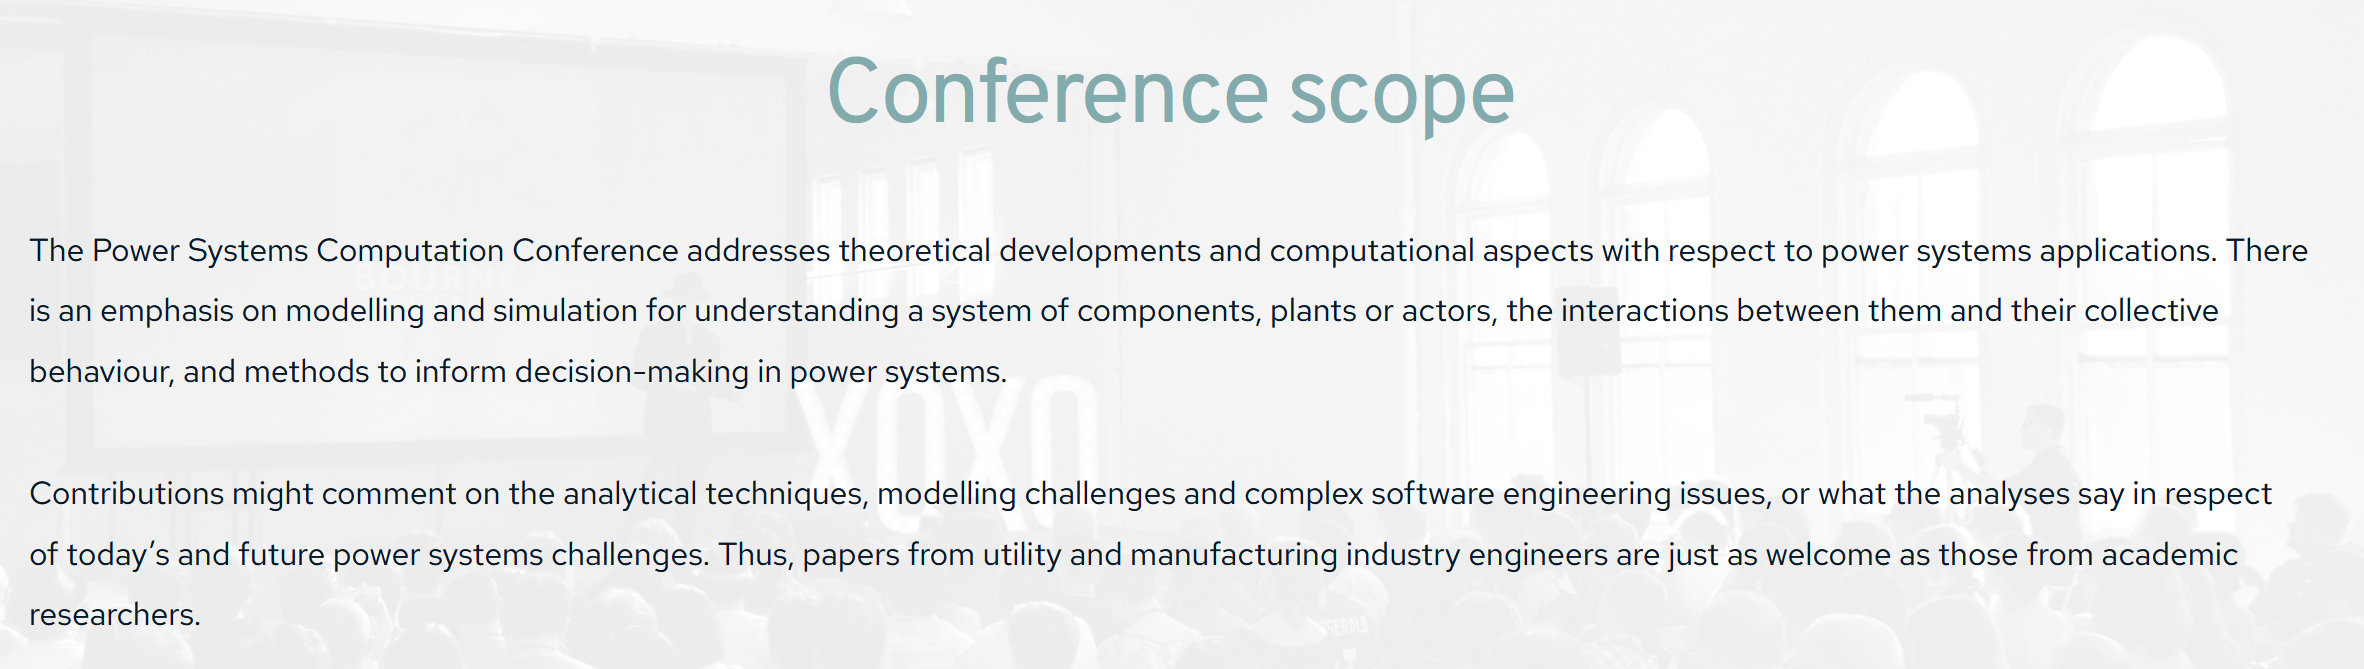 Conference scope
The Power Systems Computation Conference addresses theoretical developments and computational aspects with respect to power systems applications. There
is an emphasis on modelling and simulation for understanding a system of components, plants or actors, the interactions between them and their collective
behaviour, and methods to inform decision-making in power systems.
XOXO
Contributions might comment on the analytical techniques, modelling challenges and complex software engineering issues, or what the analyses say in respect
of today’s and future power systems challenges. Thus, papers from utility and manufacturing industry engineers are just as welcome as those from academic
researchers.